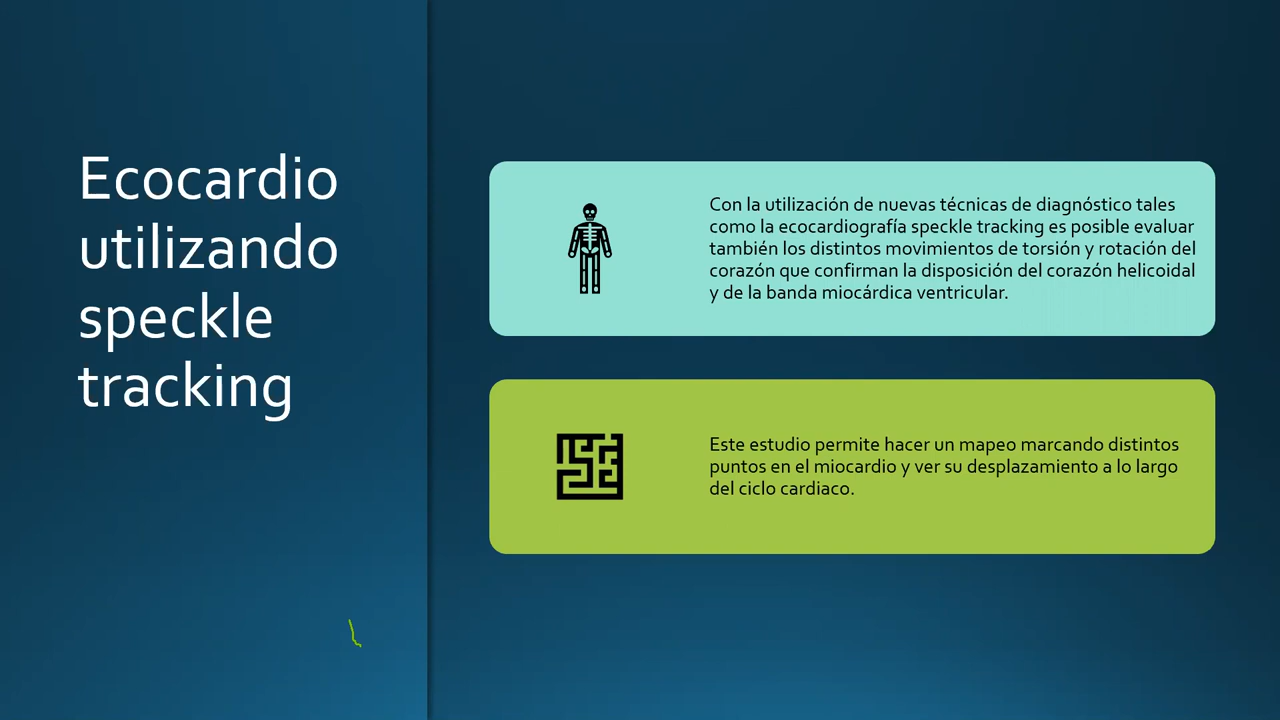 Ecocardio
utilizando
speckle
tracking
Con la utilización de nuevas técnicas de diagnóstico tales
como la ecocardiografía speckle tracking es posible evaluar
también los distintos movimientos de torsión y rotación del
corazón que confirman la disposición del corazón helicoidal
y de la banda miocárdica ventricular.
Este estudio permite hacer un mapeo marcando distintos
puntos en el miocardio y ver su desplazamiento a lo largo
del ciclo cardiaco.